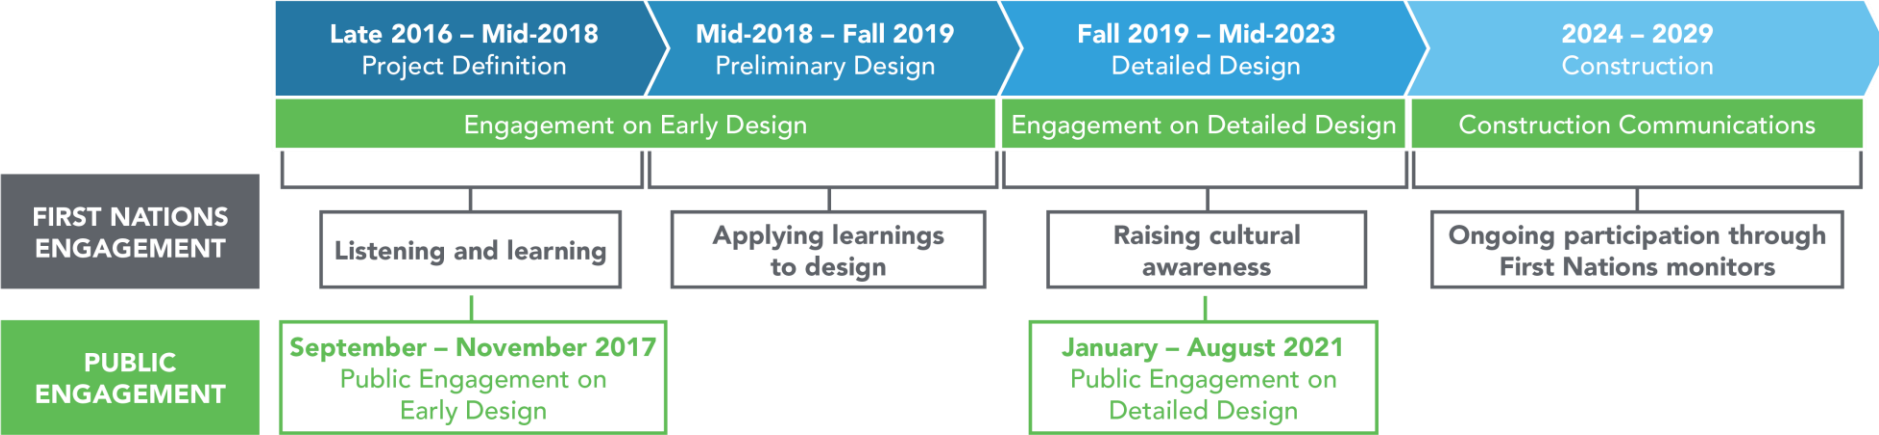 Late 2016 – Mid-2018
Project Definition
Mid-2018 – Fall 2019
Preliminary Design
Fall 2019 – Mid-2023
Detailed Design
2024 – 2029
Construction
Engagement on Early Design
Engagement on Detailed Design
Construction Communications
FIRST NATIONS
ENGAGEMENT
Listening and learning
Applying learnings
to design
Raising cultural
awareness
Ongoing participation through
First Nations monitors
PUBLIC
ENGAGEMENT
September – November 2017
Public Engagement on
Early Design
January – August 2021
Public Engagement on
Detailed Design